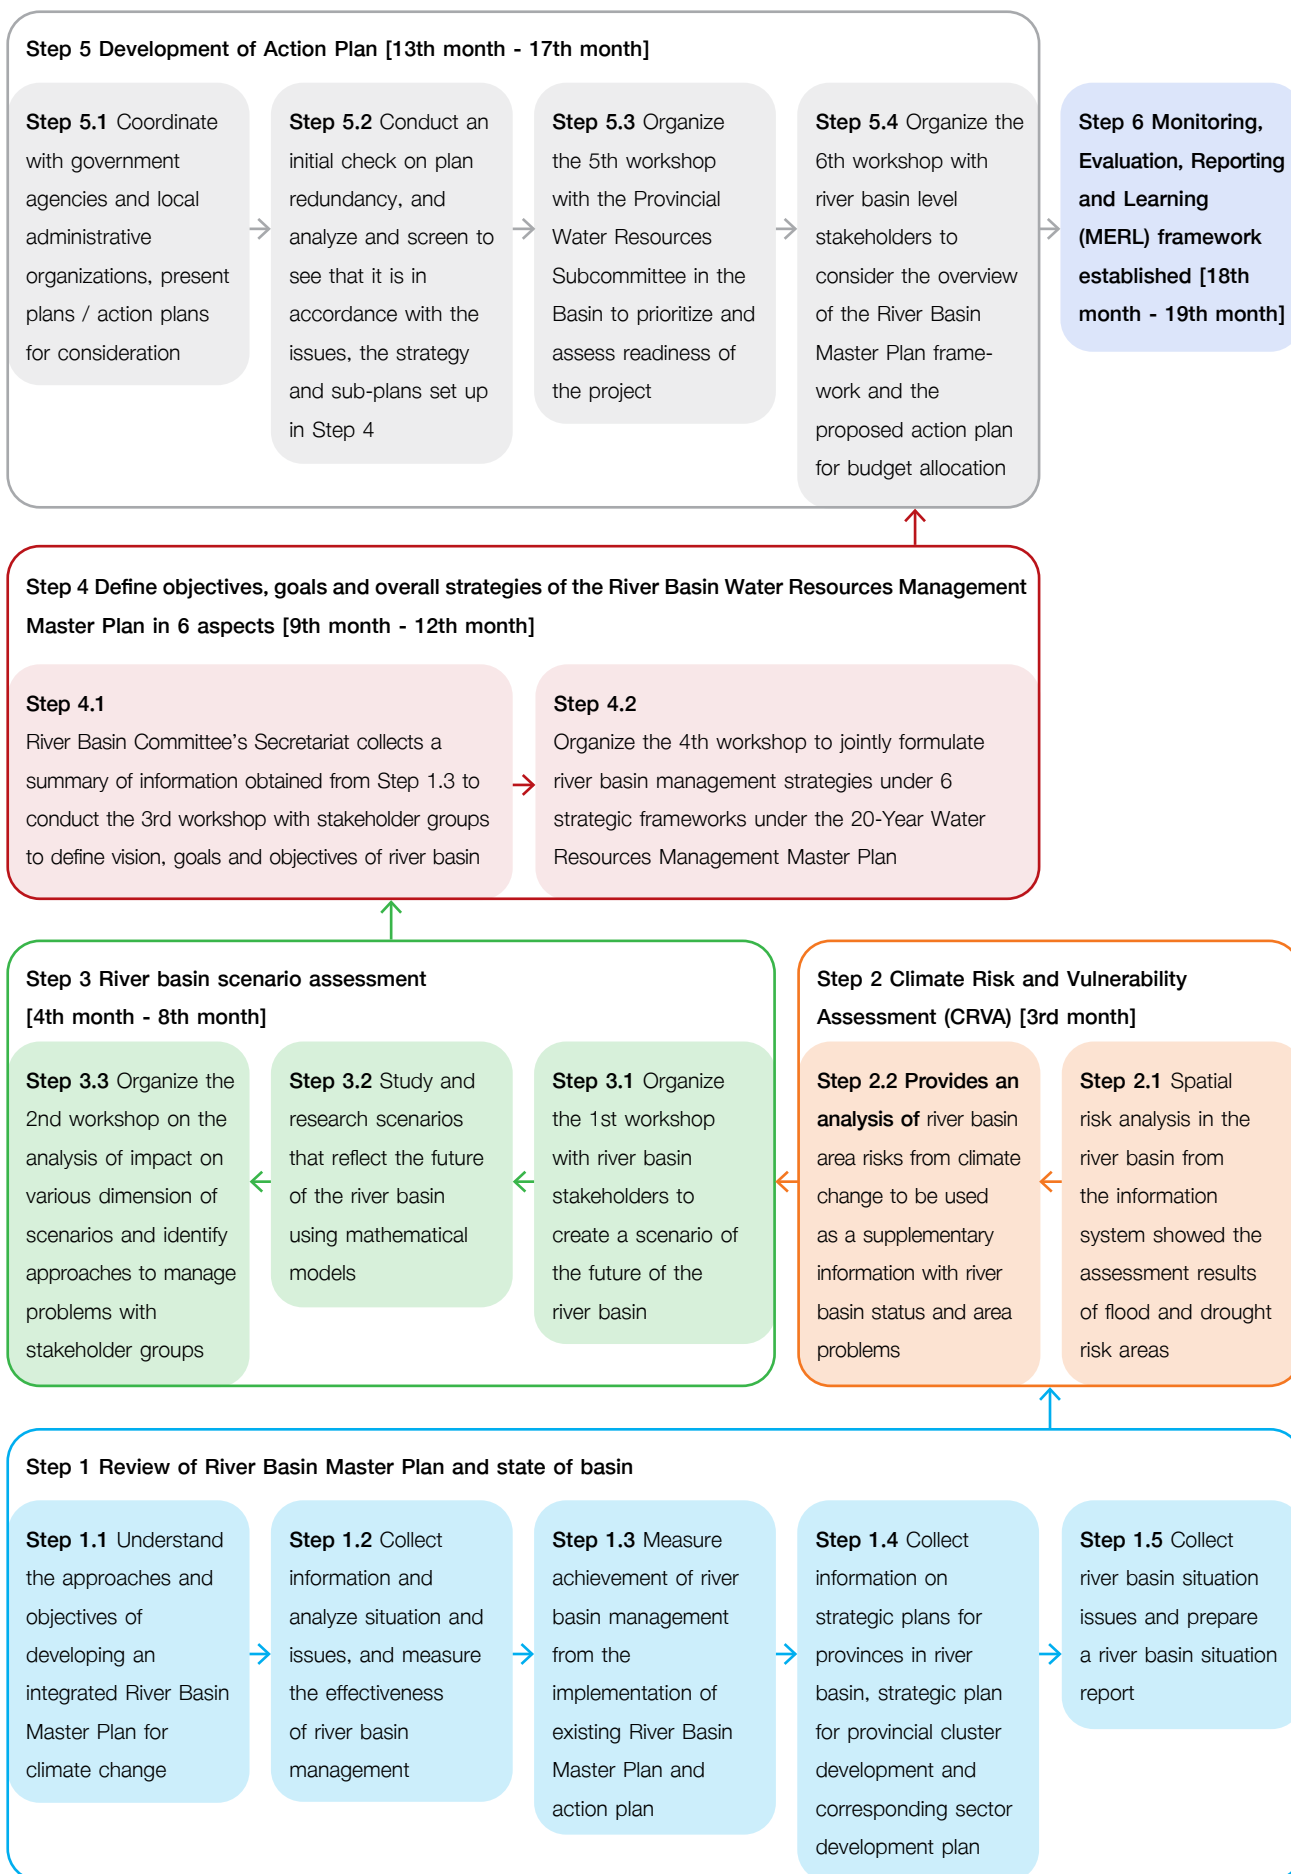 Step 5 Development of Action Plan [13th month - 17th month]
Step 5.1 Coordinate
with government
agencies and local
administrative
organizations, present
plans / action plans
for consideration
Step 5.2 Conduct an
initial check on plan
redundancy, and
analyze and screen to
see that it is in
accordance with the
issues, the strategy
and sub-plans set up
in Step 4
Step 5.3 Organize
the 5th workshop
with the Provincial
Water Resources
Subcommittee in the
Basin to prioritize and
assess readiness of
the project
Step 5.4 Organize the
6th workshop with
river basin level
stakeholders to
consider the overview
of the River Basin
Master Plan frame-
work and the
proposed action plan
for budget allocation
Step 6 Monitoring,
Evaluation, Reporting
and Learning
(MERL) framework
established [18th
month - 19th month]
Step 4 Define objectives, goals and overall strategies of the River Basin Water Resources Management
Master Plan in 6 aspects [9th month - 12th month]
Step 4.1
River Basin Committee's Secretariat collects a
summary of information obtained from Step 1.3 to
conduct the 3rd workshop with stakeholder groups
to define vision, goals and objectives of river basin
Step 4.2
Organize the 4th workshop to jointly formulate
river basin management strategies under 6
strategic frameworks under the 20-Year Water
Resources Management Master Plan
Step 3 River basin scenario assessment
[4th month - 8th month]
Step 3.3 Organize the
2nd workshop on the
analysis of impact on
various dimension of
scenarios and identify
approaches to manage
problems with
stakeholder groups
Step 3.2 Study and
research scenarios
that reflect the future
of the river basin
using mathematical
models
Step 3.1 Organize
the 1st workshop
with river basin
stakeholders to
create a scenario of
the future of the
river basin
Step 2 Climate Risk and Vulnerability
Assessment (CRVA) [3rd month]
Step 2.2 Provides an
analysis of river basin
area risks from climate
change to be used
as a supplementary
information with river
basin status and area
problems
Step 2.1 Spatial
risk analysis in the
river basin from
the information
system showed the
assessment results
of flood and drought
risk areas
Step 1 Review of River Basin Master Plan and state of basin
Step 1.1 Understand
the approaches and
objectives of
developing an
integrated River Basin
Master Plan for
climate change
Step 1.2 Collect
information and
analyze situation and
issues, and measure
the effectiveness
of river basin
management
Step 1.3 Measure
achievement of river
basin management
from the
implementation of
existing River Basin
Master Plan and
action plan
Step 1.4 Collect
information on
strategic plans for
provinces in river
basin, strategic plan
for provincial cluster
development and
corresponding sector
development plan
Step 1.5 Collect
river basin situation
issues and prepare
a river basin situation
report